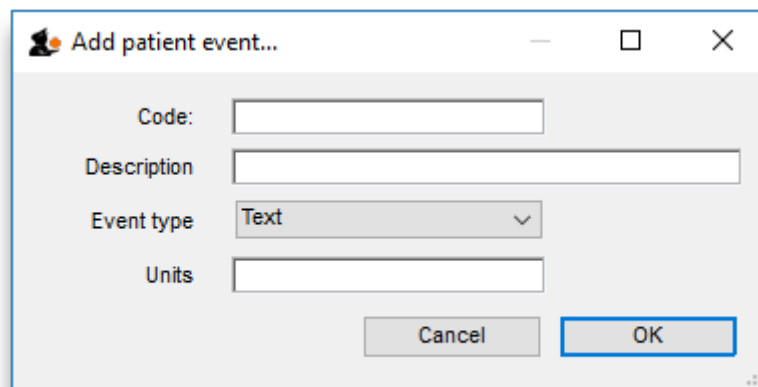 Add patient event...
Code:
Description
Event type Text
Units
Cancel OK